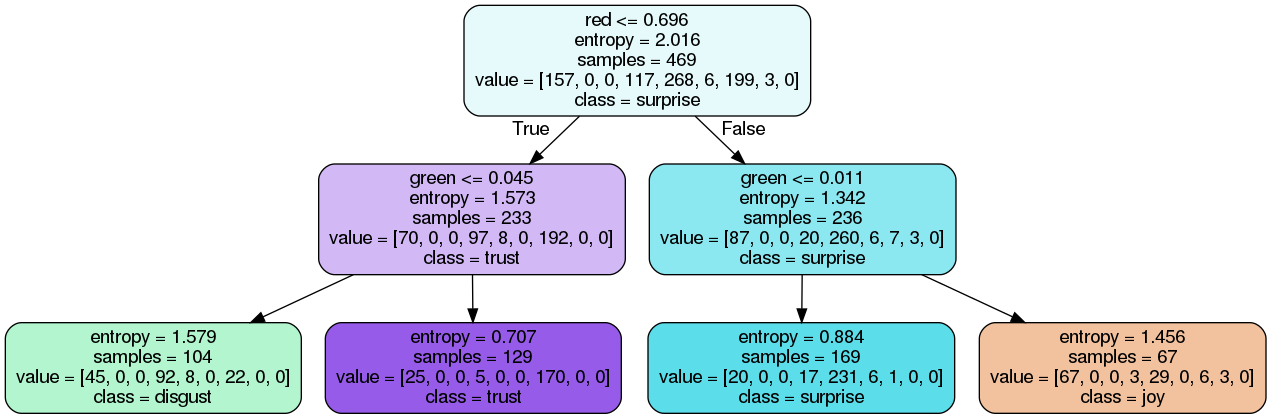 red <= 0.696
entropy = 2.016
samples = 469
value = [157, 0, 0, 117, 268, 6, 199, 3, 0]
class = surprise
True
False
green <= 0.045
entropy = 1.573
samples = 233
value = [70, 0, 0, 97, 8, 0, 192, 0, 0]
class = trust
green <= 0.011
entropy = 1.342
samples = 236
value = [87, 0, 0, 20, 260, 6, 7, 3, 0]
class = surprise
entropy = 1.579
samples = 104
value = [45, 0, 0, 92, 8, 0, 22, 0, 0]
class = disgust
entropy = 0.707
samples = 129
value = [25, 0, 0, 5, 0, 0, 170, 0, 0]
class = trust
entropy = 0.884
samples = 169
value = [20, 0, 0, 17, 231, 6, 1, 0, 0]
class = surprise
entropy = 1.456
samples = 67
value = [67, 0, 0, 3, 29, 0, 6, 3, 0]
class = joy